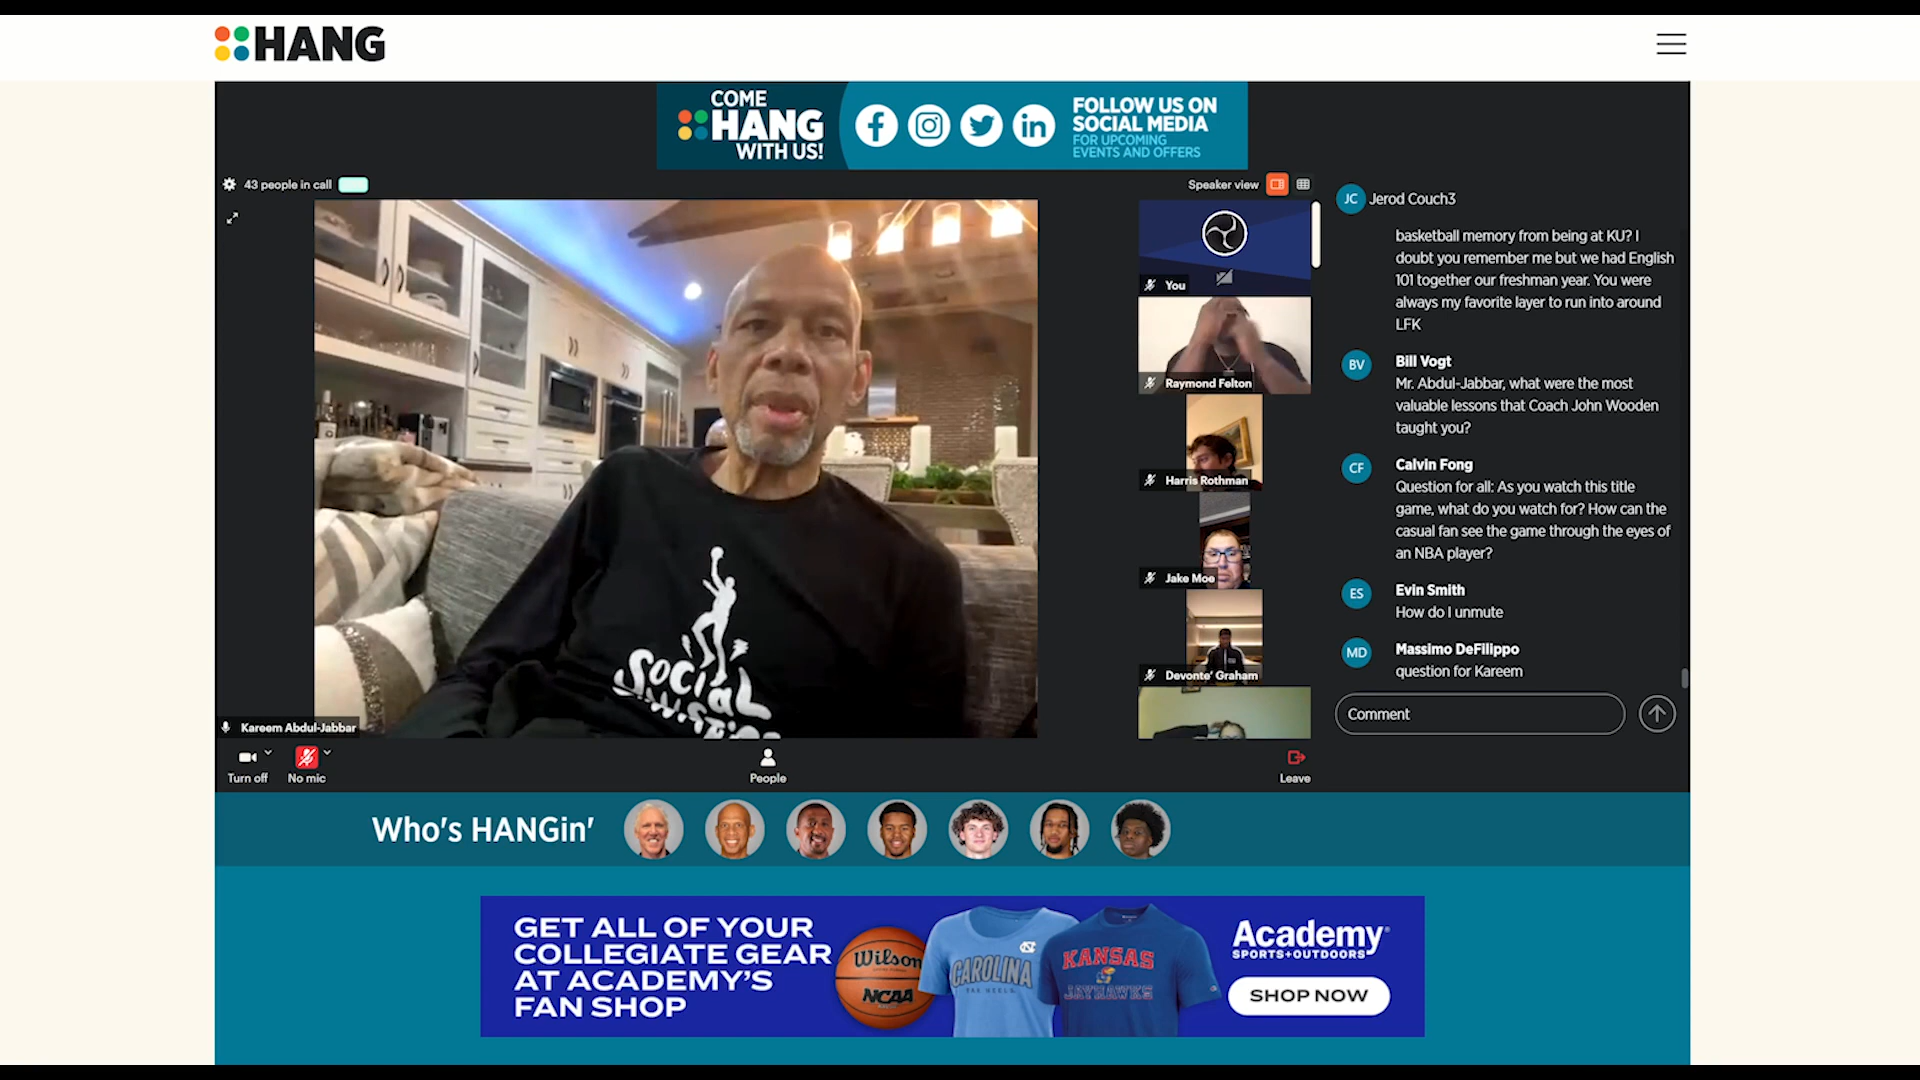 HANG
COME
HANG
WITH US!
FOLLOW US ON
SOCIAL MEDIA
FOR UPCOMING
EVENTS AND OFFERS
43 people in call
Speaker view
You
Raymond Felton
Harris Rothman
Jake Moe
Devonte' Graham
SOCIAL
Kareem Abdul-Jabbar
Turn off
No mic
People
Leave
JC Jerod Couch3
basketball memory from being at KU? I
doubt you remember me but we had English
101 together our freshman year. You were
always my favorite layer to run into around
LFK
BV Bill Vogt
Mr. Abdul-Jabbar, what were the most
valuable lessons that Coach John Wooden
taught you?
CF Calvin Fong
Question for all: As you watch this title
game, what do you watch for? How can the
casual fan see the game through the eyes of
an NBA player?
ES Evin Smith
How do I unmute
MD Massimo DeFilippo
question for Kareem
Comment
Who's HANGin'
GET ALL OF YOUR
COLLEGIATE GEAR
AT ACADEMY'S
FAN SHOP
Wilson
NCAA
CAROLINA
TAR HEELS
KANSAS
JAYHAWKS
Academy
SPORTS+OUTDOORS
SHOP NOW